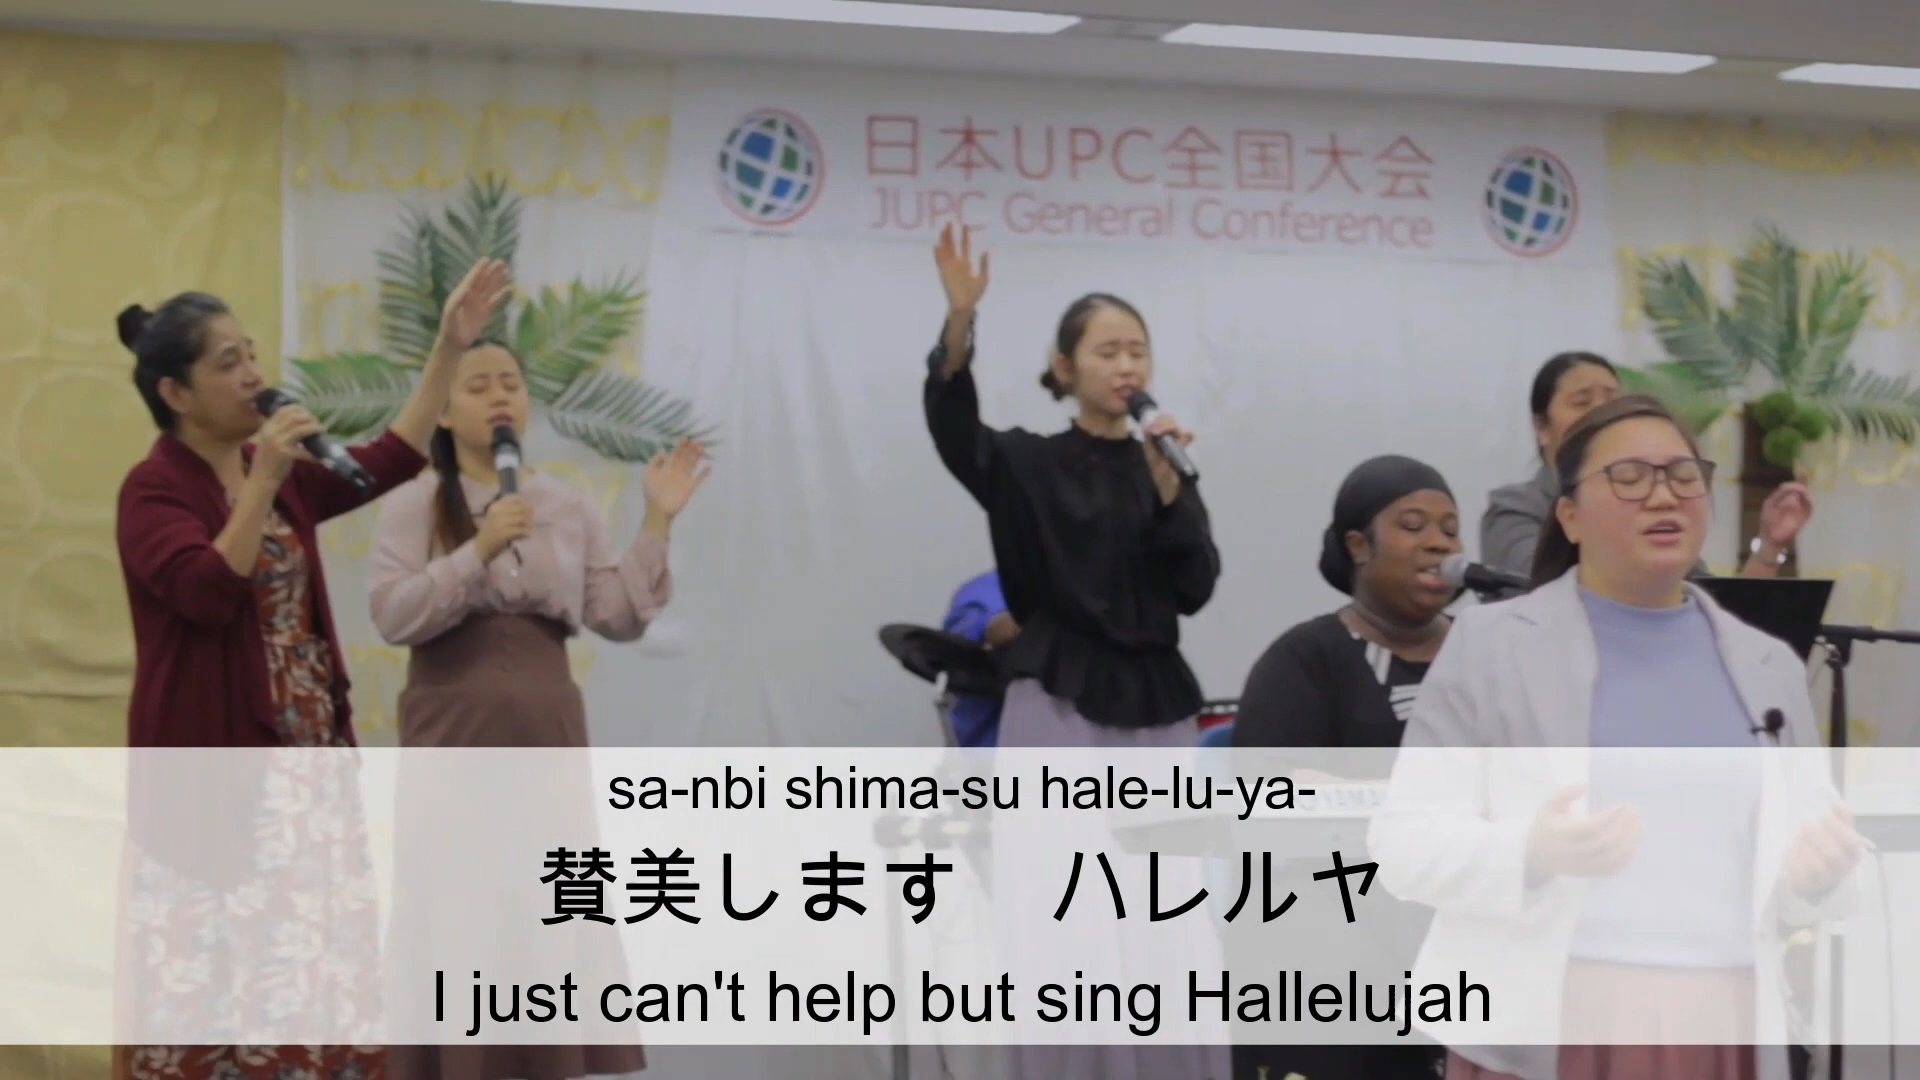 日本UPC全国大会
JUPC General Conference
sa-nbi shima-su hale-lu-ya-
賛美します　ハレルヤ
I just can't help but sing Hallelujah